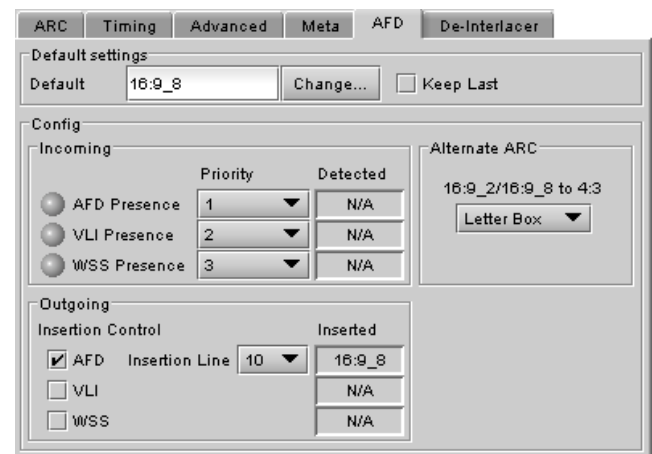 ARC Timing Advanced Meta AFD De-Interlacer
Default settings
Default 16:9_8 Change... Keep Last
Config
Incoming
Priority Detected
AFD Presence 1 N/A
VLI Presence 2 N/A
WSS Presence 3 N/A
Alternate ARC
16:9_2/16:9_8 to 4:3
Letter Box
Outgoing
Insertion Control Inserted
AFD Insertion Line 10 16:9_8
VLI N/A
WSS N/A